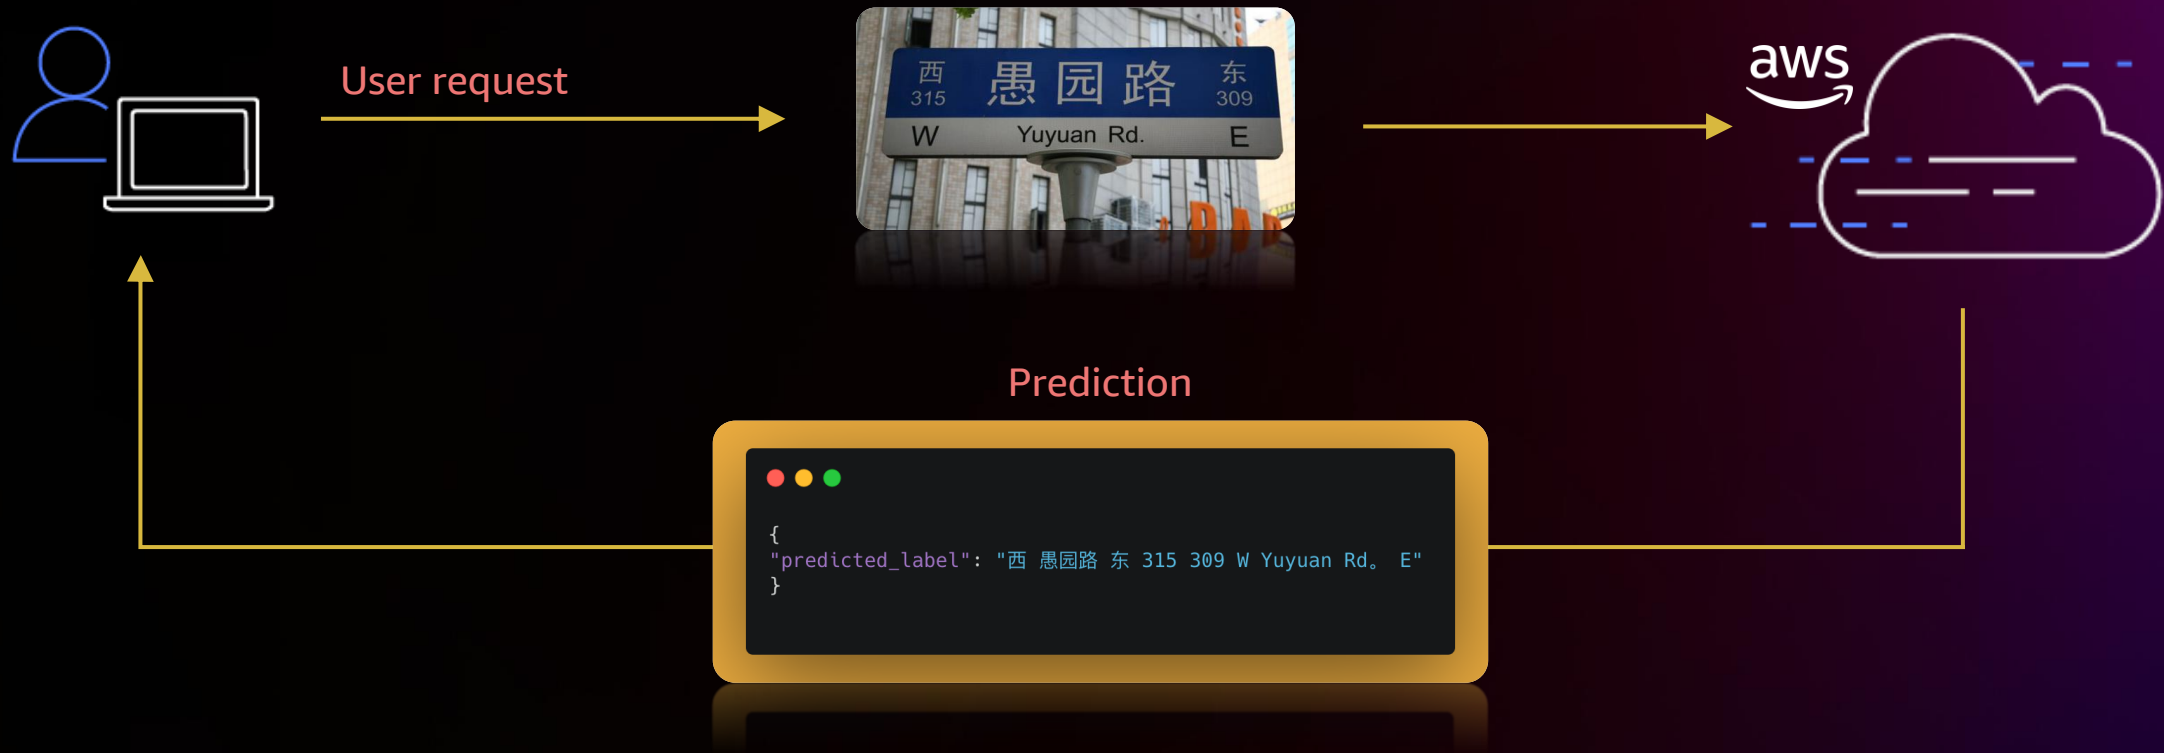 User request
西 愚园路 东
315 309
W Yuyuan Rd. E
aws
Prediction
{
"predicted_label": "西 愚园路 东 315 309 W Yuyuan Rd。 E"
}